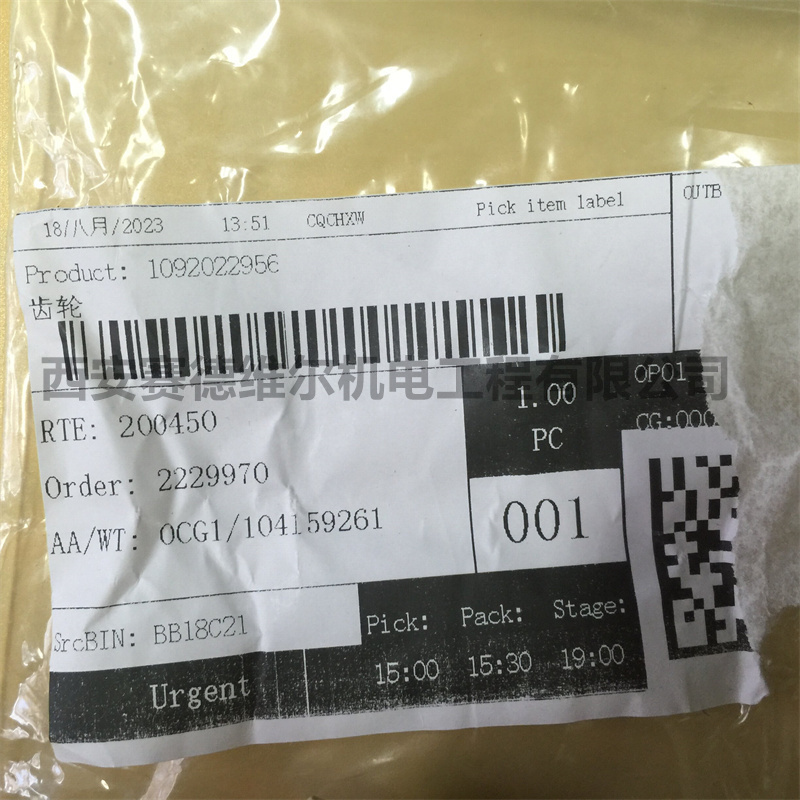 18/八月/2023 13:51 CQCHXW Pick item label
OUTB
Product: 1092022956
齿轮
西安赛德维尔机电工程有限公司
RTE: 200450
1.00
PC
OP01
CG:000
Order: 2229970
AA/WT: OCG1/104159261
001
SrcBIN: BB18C21
Pick: Pack: Stage:
15:00 15:30 19:00
Urgent